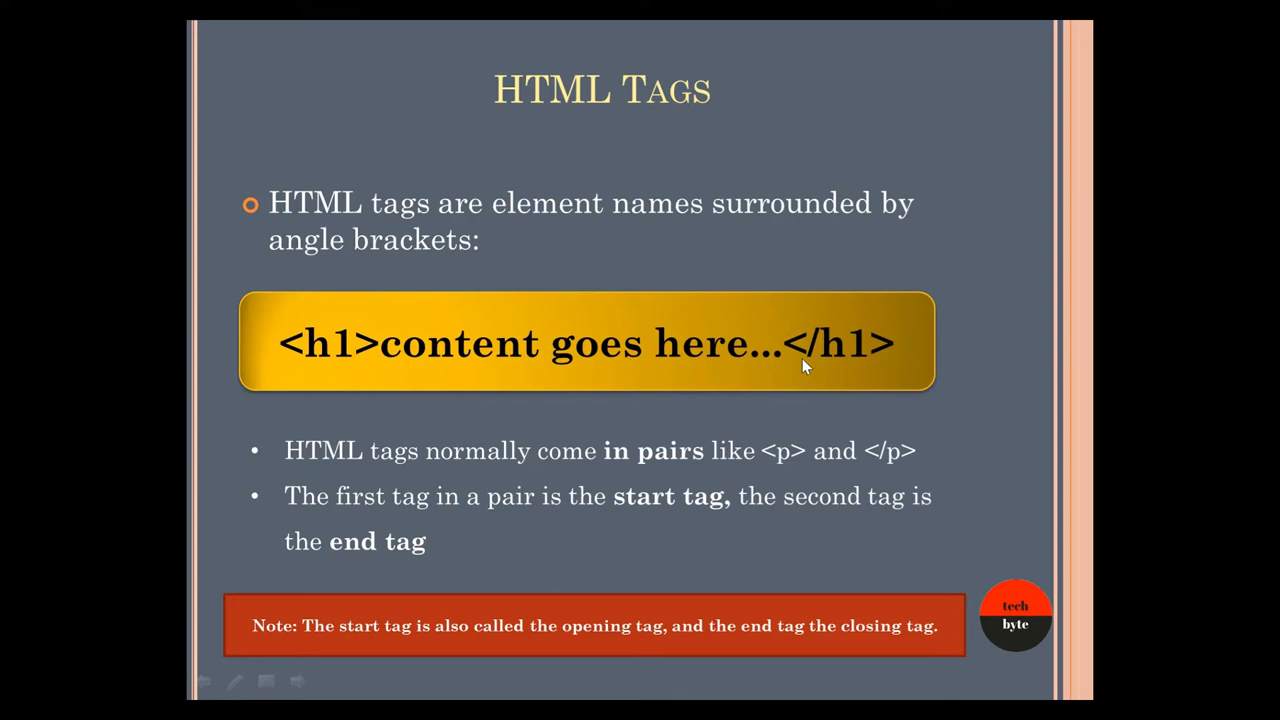 HTML TAGS
HTML tags are element names surrounded by
angle brackets:
<h1>content goes here...</h1>
• HTML tags normally come in pairs like <p> and </p>
• The first tag in a pair is the start tag, the second tag is
the end tag
Note: The start tag is also called the opening tag, and the end tag the closing tag.
tech
byte